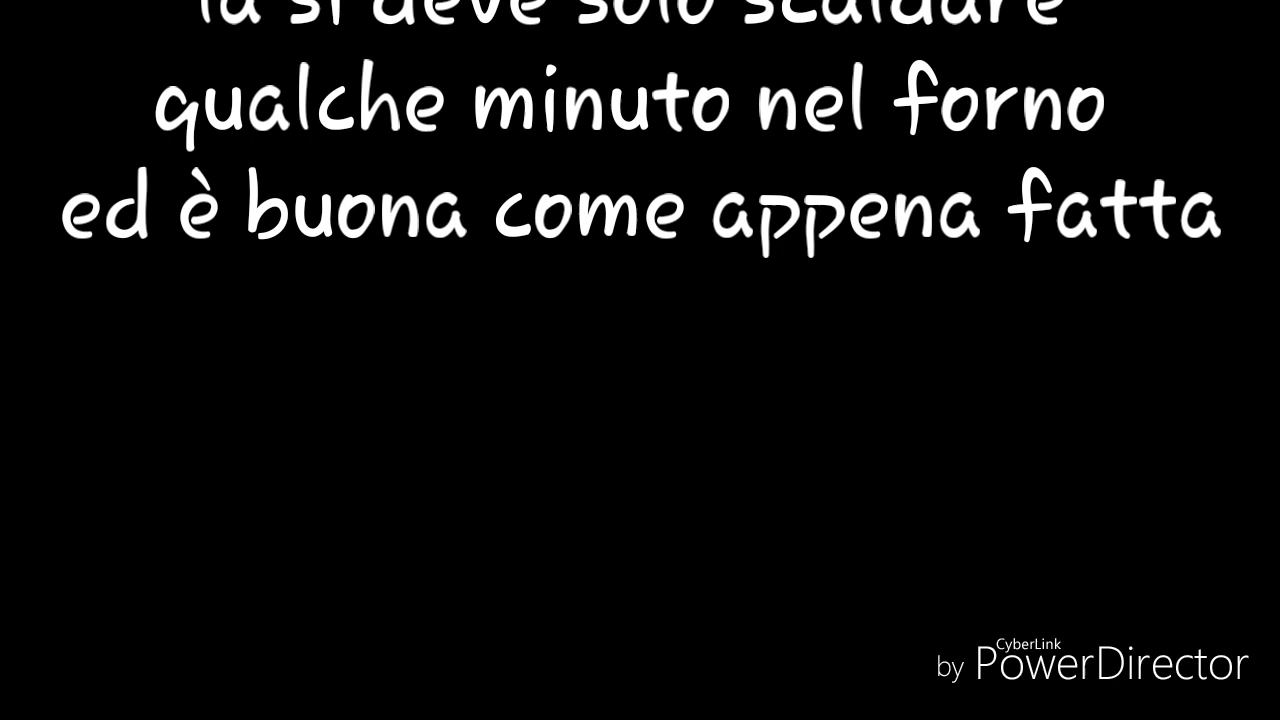 la si deve solo scaldare
qualche minuto nel forno
ed è buona come appena fatta
CyberLink
by PowerDirector